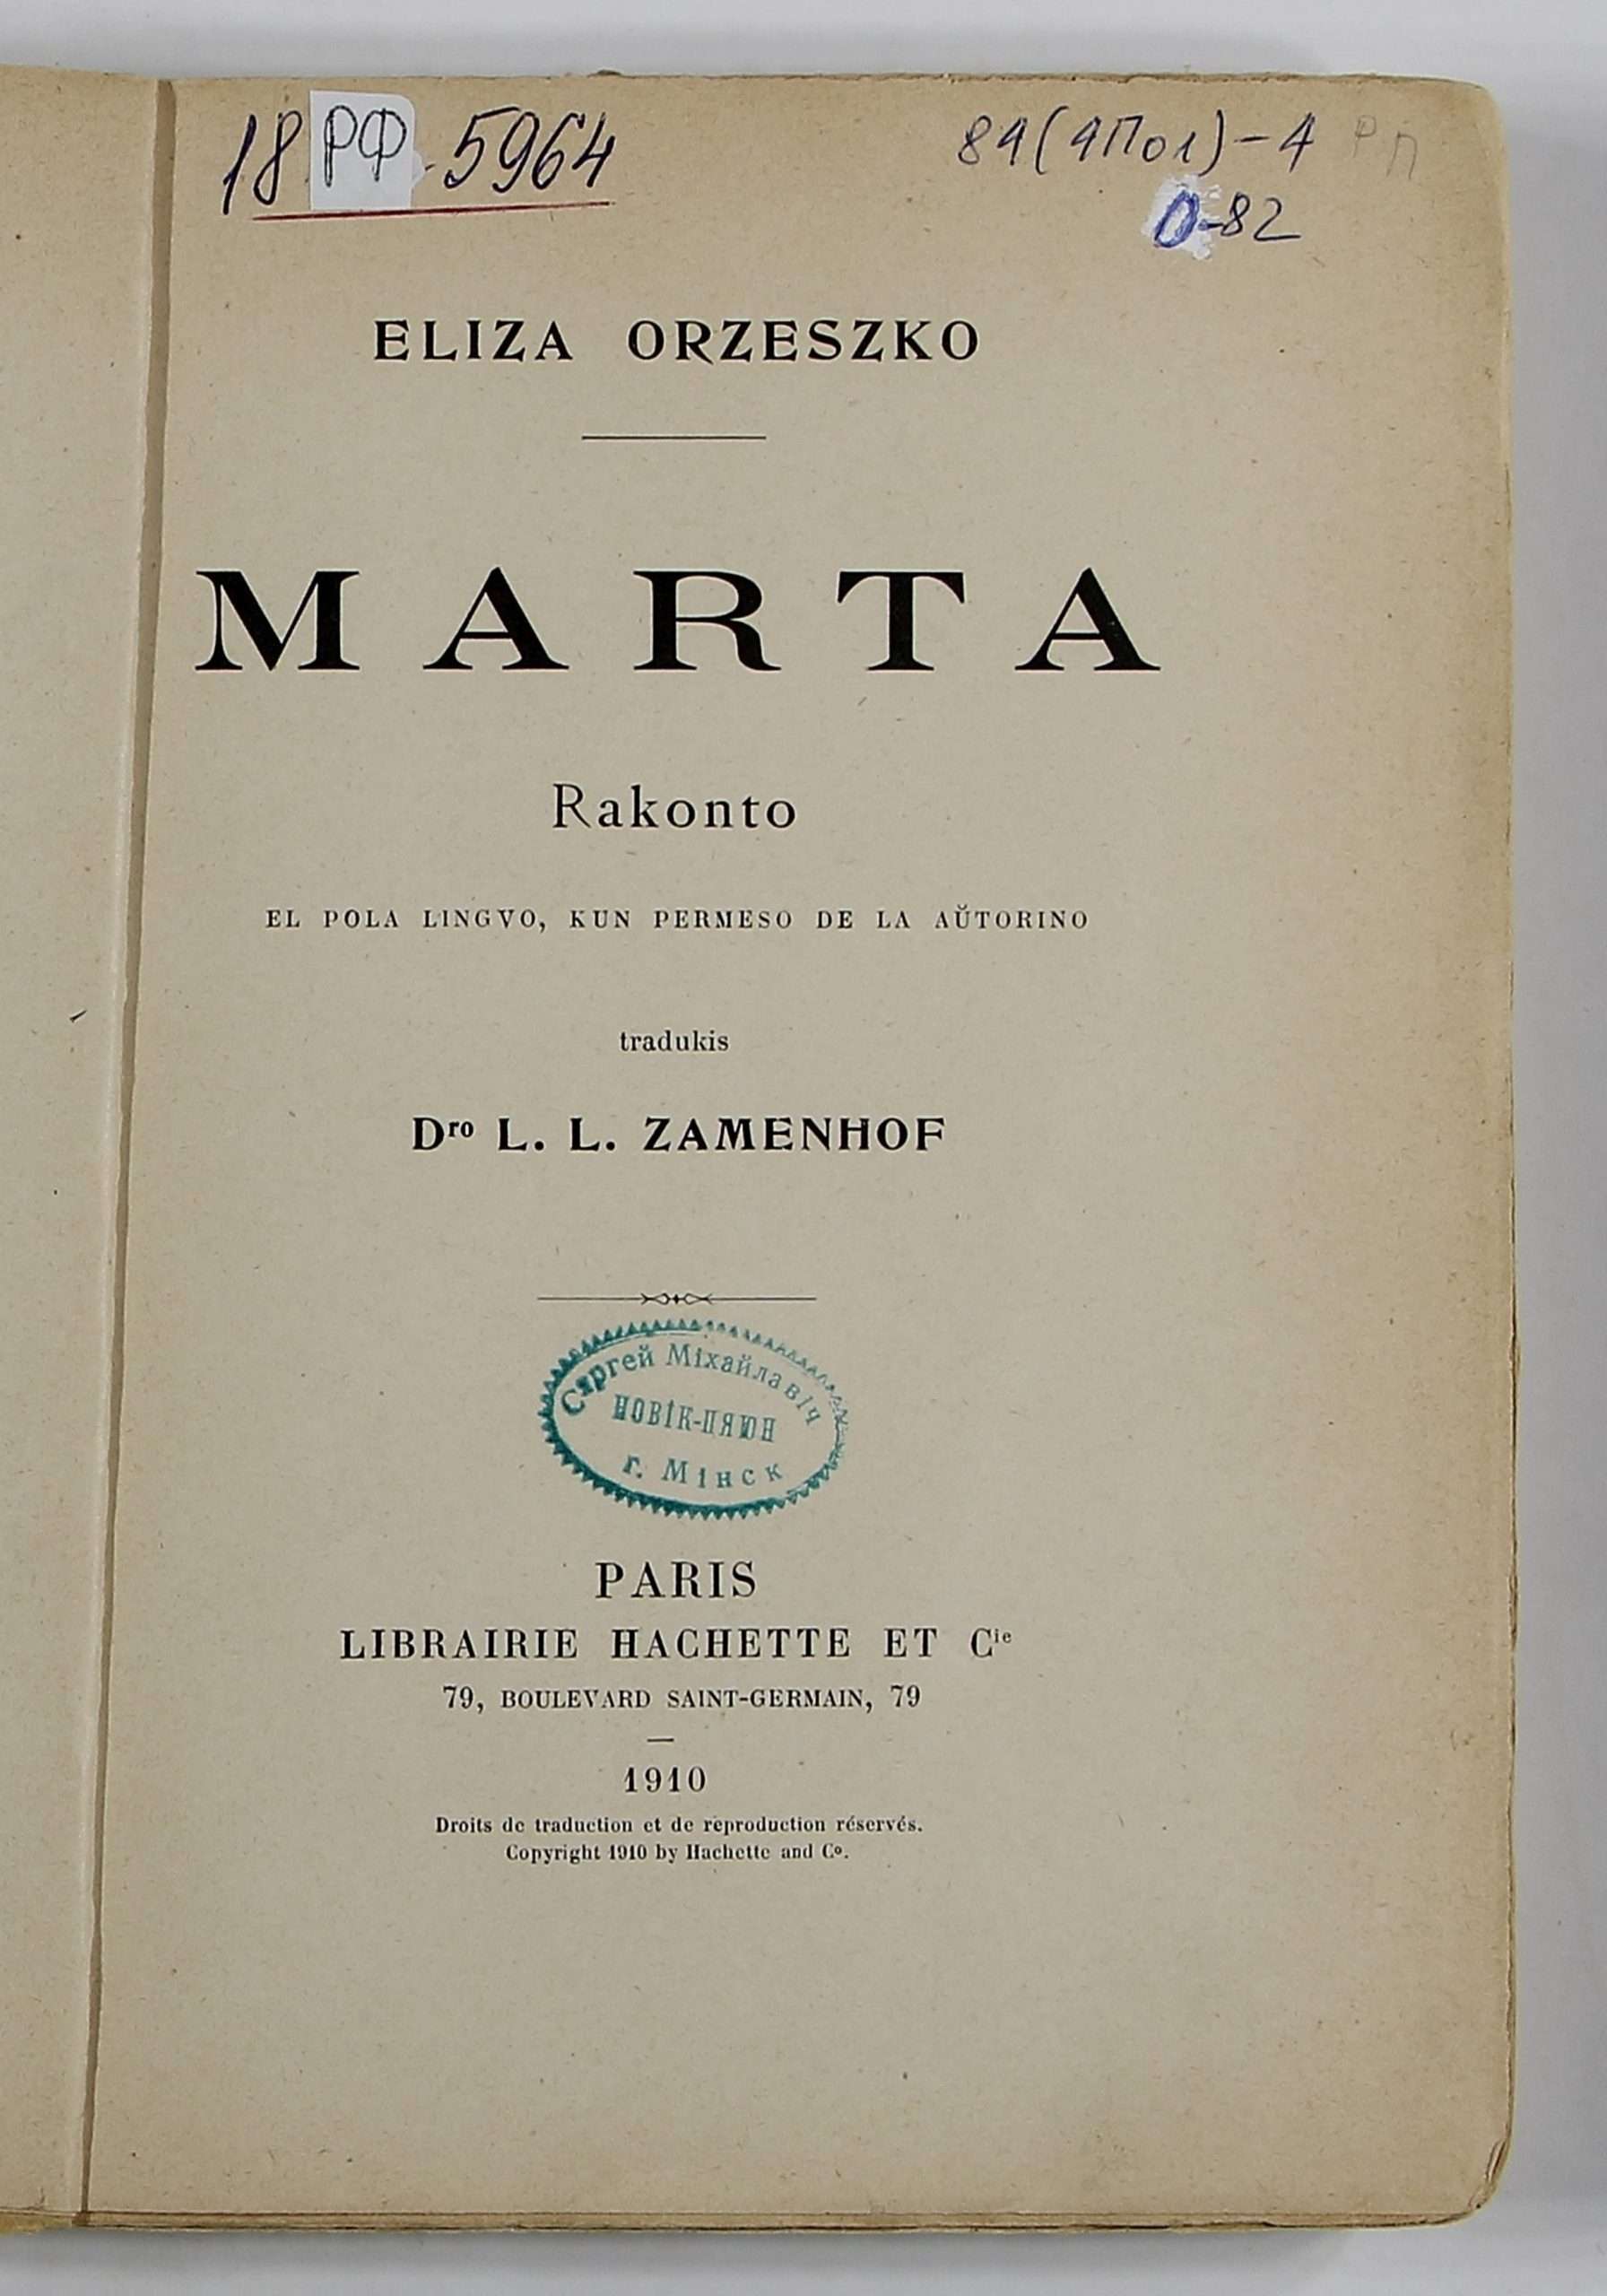 18 РФ-5964
84(4Пол)-4 РП
О-82
ELIZA ORZESZKO
MARTA
Rakonto
EL POLA LINGVO, KUN PERMESO DE LA AŬTORINO
tradukis
Dro L. L. ZAMENHOF
Сяргей Міхайлавіч
НОВІК-ПЯЮН
г. Мінск
PARIS
LIBRAIRIE HACHETTE ET Cie
79, BOULEVARD SAINT-GERMAIN, 79
1910
Droits de traduction et de reproduction réservés.
Copyright 1910 by Hachette and Co.